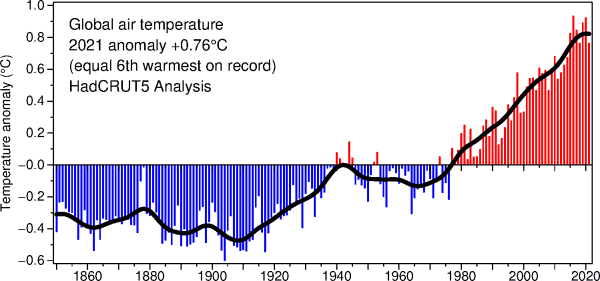 Global air temperature
2021 anomaly +0.76°C
(equal 6th warmest on record)
HadCRUT5 Analysis
Temperature anomaly (°C)
1.0
0.8
0.6
0.4
0.2
−0.0
−0.2
−0.4
−0.6
1860 1880 1900 1920 1940 1960 1980 2000 2020